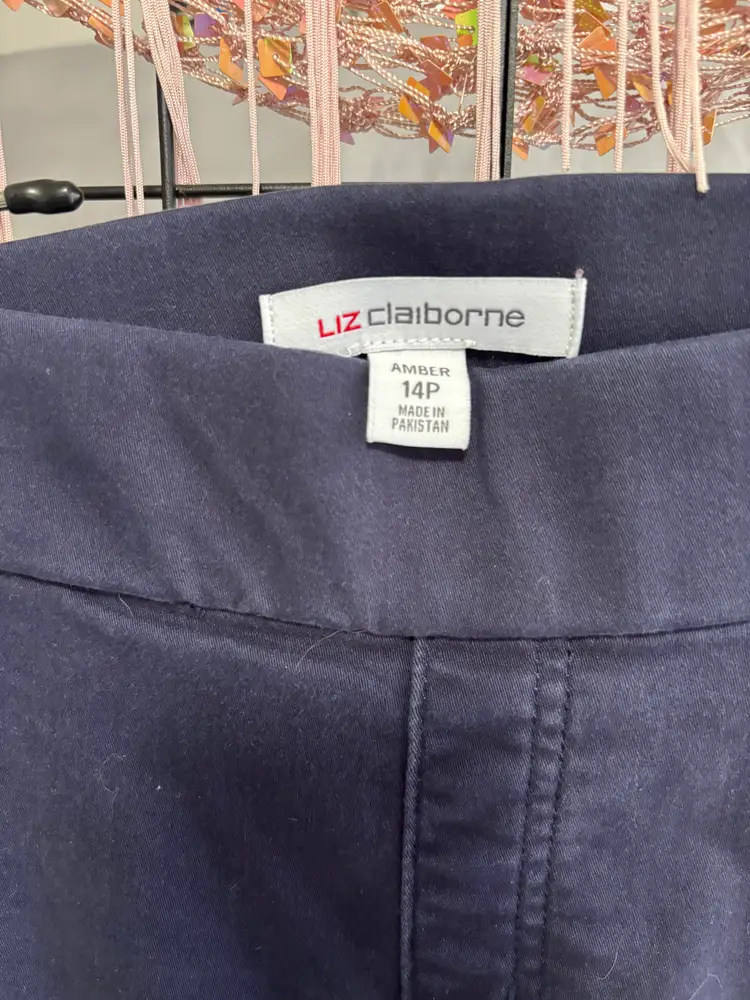 LIZ claiborne
AMBER
14P
MADE IN
PAKISTAN